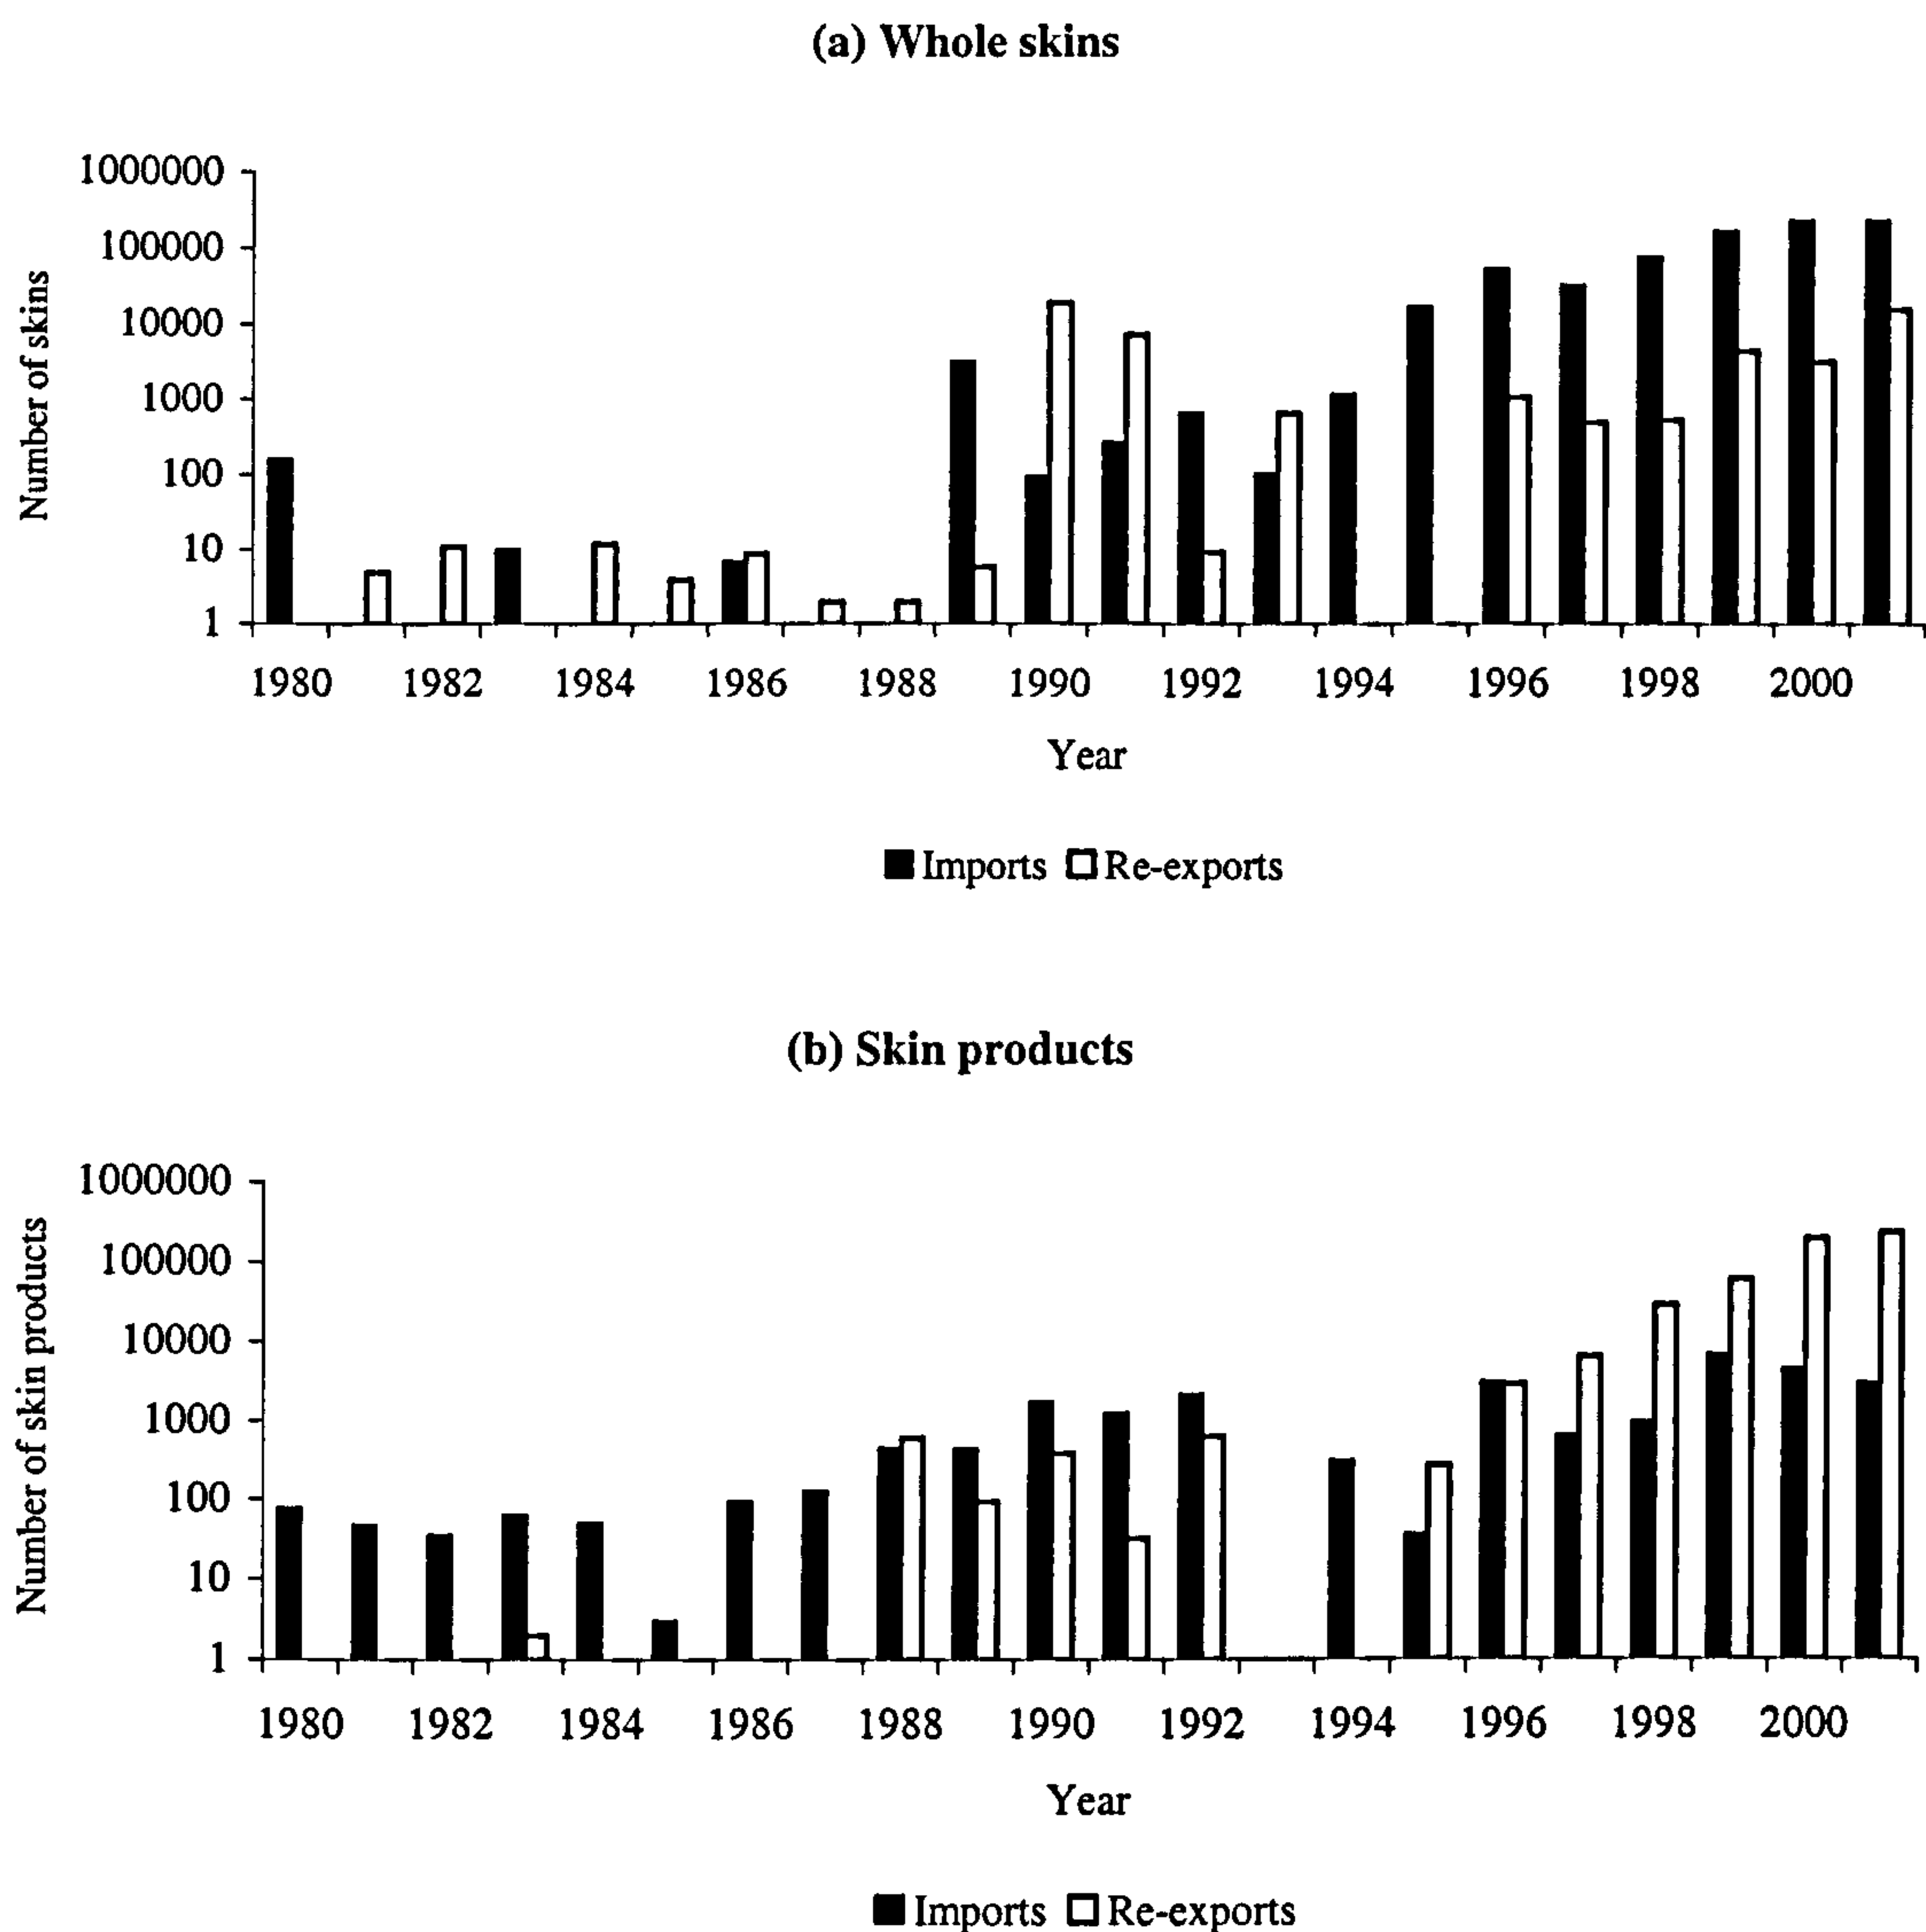 (a) Whole skins
1000000
100000
10000
1000
100
10
1
Number of skins
1980 1982 1984 1986 1988 1990 1992 1994 1996 1998 2000
Year
Imports Re-exports
(b) Skin products
1000000
100000
10000
1000
100
10
1
Number of skin products
1980 1982 1984 1986 1988 1990 1992 1994 1996 1998 2000
Year
Imports Re-exports